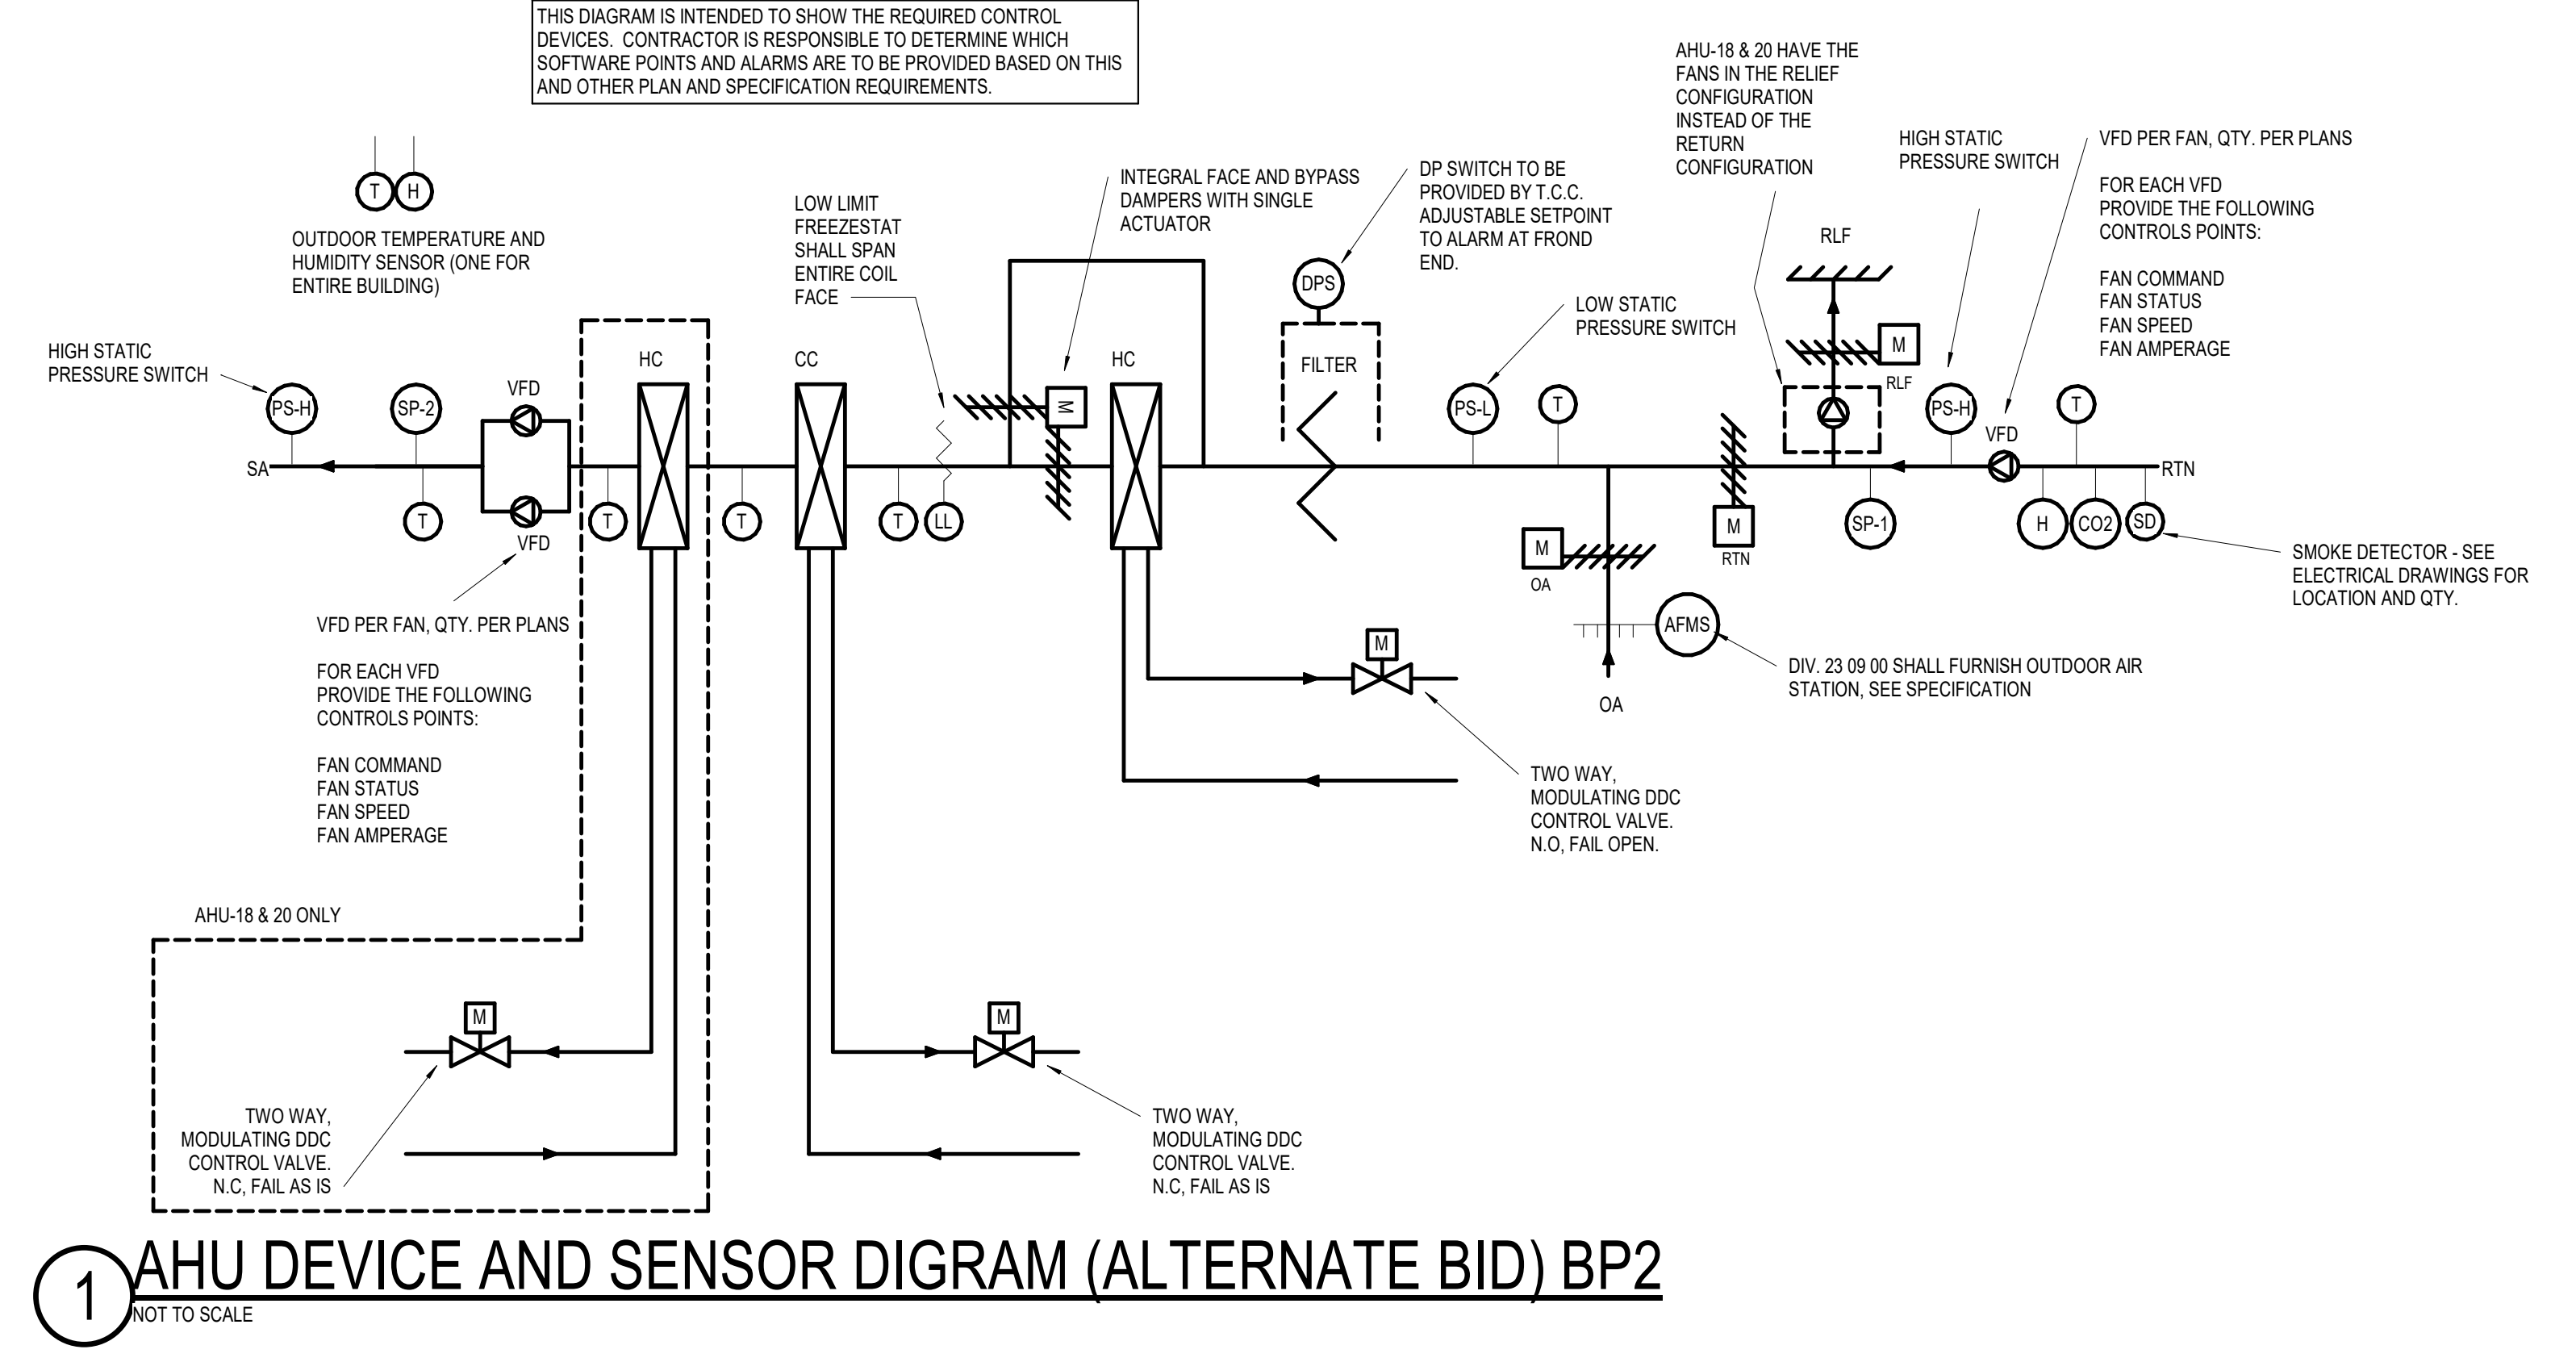 THIS DIAGRAM IS INTENDED TO SHOW THE REQUIRED CONTROL
DEVICES. CONTRACTOR IS RESPONSIBLE TO DETERMINE WHICH
SOFTWARE POINTS AND ALARMS ARE TO BE PROVIDED BASED ON THIS
AND OTHER PLAN AND SPECIFICATION REQUIREMENTS.
T
H
OUTDOOR TEMPERATURE AND
HUMIDITY SENSOR (ONE FOR
ENTIRE BUILDING)
LOW LIMIT
FREEZESTAT
SHALL SPAN
ENTIRE COIL
FACE
INTEGRAL FACE AND BYPASS
DAMPERS WITH SINGLE
ACTUATOR
DP SWITCH TO BE
PROVIDED BY T.C.C.
ADJUSTABLE SETPOINT
TO ALARM AT FROND
END.
AHU-18 & 20 HAVE THE
FANS IN THE RELIEF
CONFIGURATION
INSTEAD OF THE
RETURN
CONFIGURATION
HIGH STATIC
PRESSURE SWITCH
VFD PER FAN, QTY. PER PLANS
FOR EACH VFD
PROVIDE THE FOLLOWING
CONTROLS POINTS:
FAN COMMAND
FAN STATUS
FAN SPEED
FAN AMPERAGE
HIGH STATIC
PRESSURE SWITCH
PS-H
SP-2
VFD
HC
CC
M
HC
DPS
FILTER
LOW STATIC
PRESSURE SWITCH
PS-L
T
RLF
M
RLF
PS-H
VFD
T
SA
RTN
T
VFD
T
T
T
LL
M
OA
M
RTN
SP-1
H
CO2
SD
SMOKE DETECTOR - SEE
ELECTRICAL DRAWINGS FOR
LOCATION AND QTY.
AFMS
DIV. 23 09 00 SHALL FURNISH OUTDOOR AIR
STATION, SEE SPECIFICATION
OA
VFD PER FAN, QTY. PER PLANS
FOR EACH VFD
PROVIDE THE FOLLOWING
CONTROLS POINTS:
FAN COMMAND
FAN STATUS
FAN SPEED
FAN AMPERAGE
M
TWO WAY,
MODULATING DDC
CONTROL VALVE.
N.O, FAIL OPEN.
AHU-18 & 20 ONLY
M
TWO WAY,
MODULATING DDC
CONTROL VALVE.
N.C, FAIL AS IS
M
TWO WAY,
MODULATING DDC
CONTROL VALVE.
N.C, FAIL AS IS
1
AHU DEVICE AND SENSOR DIGRAM (ALTERNATE BID) BP2
NOT TO SCALE